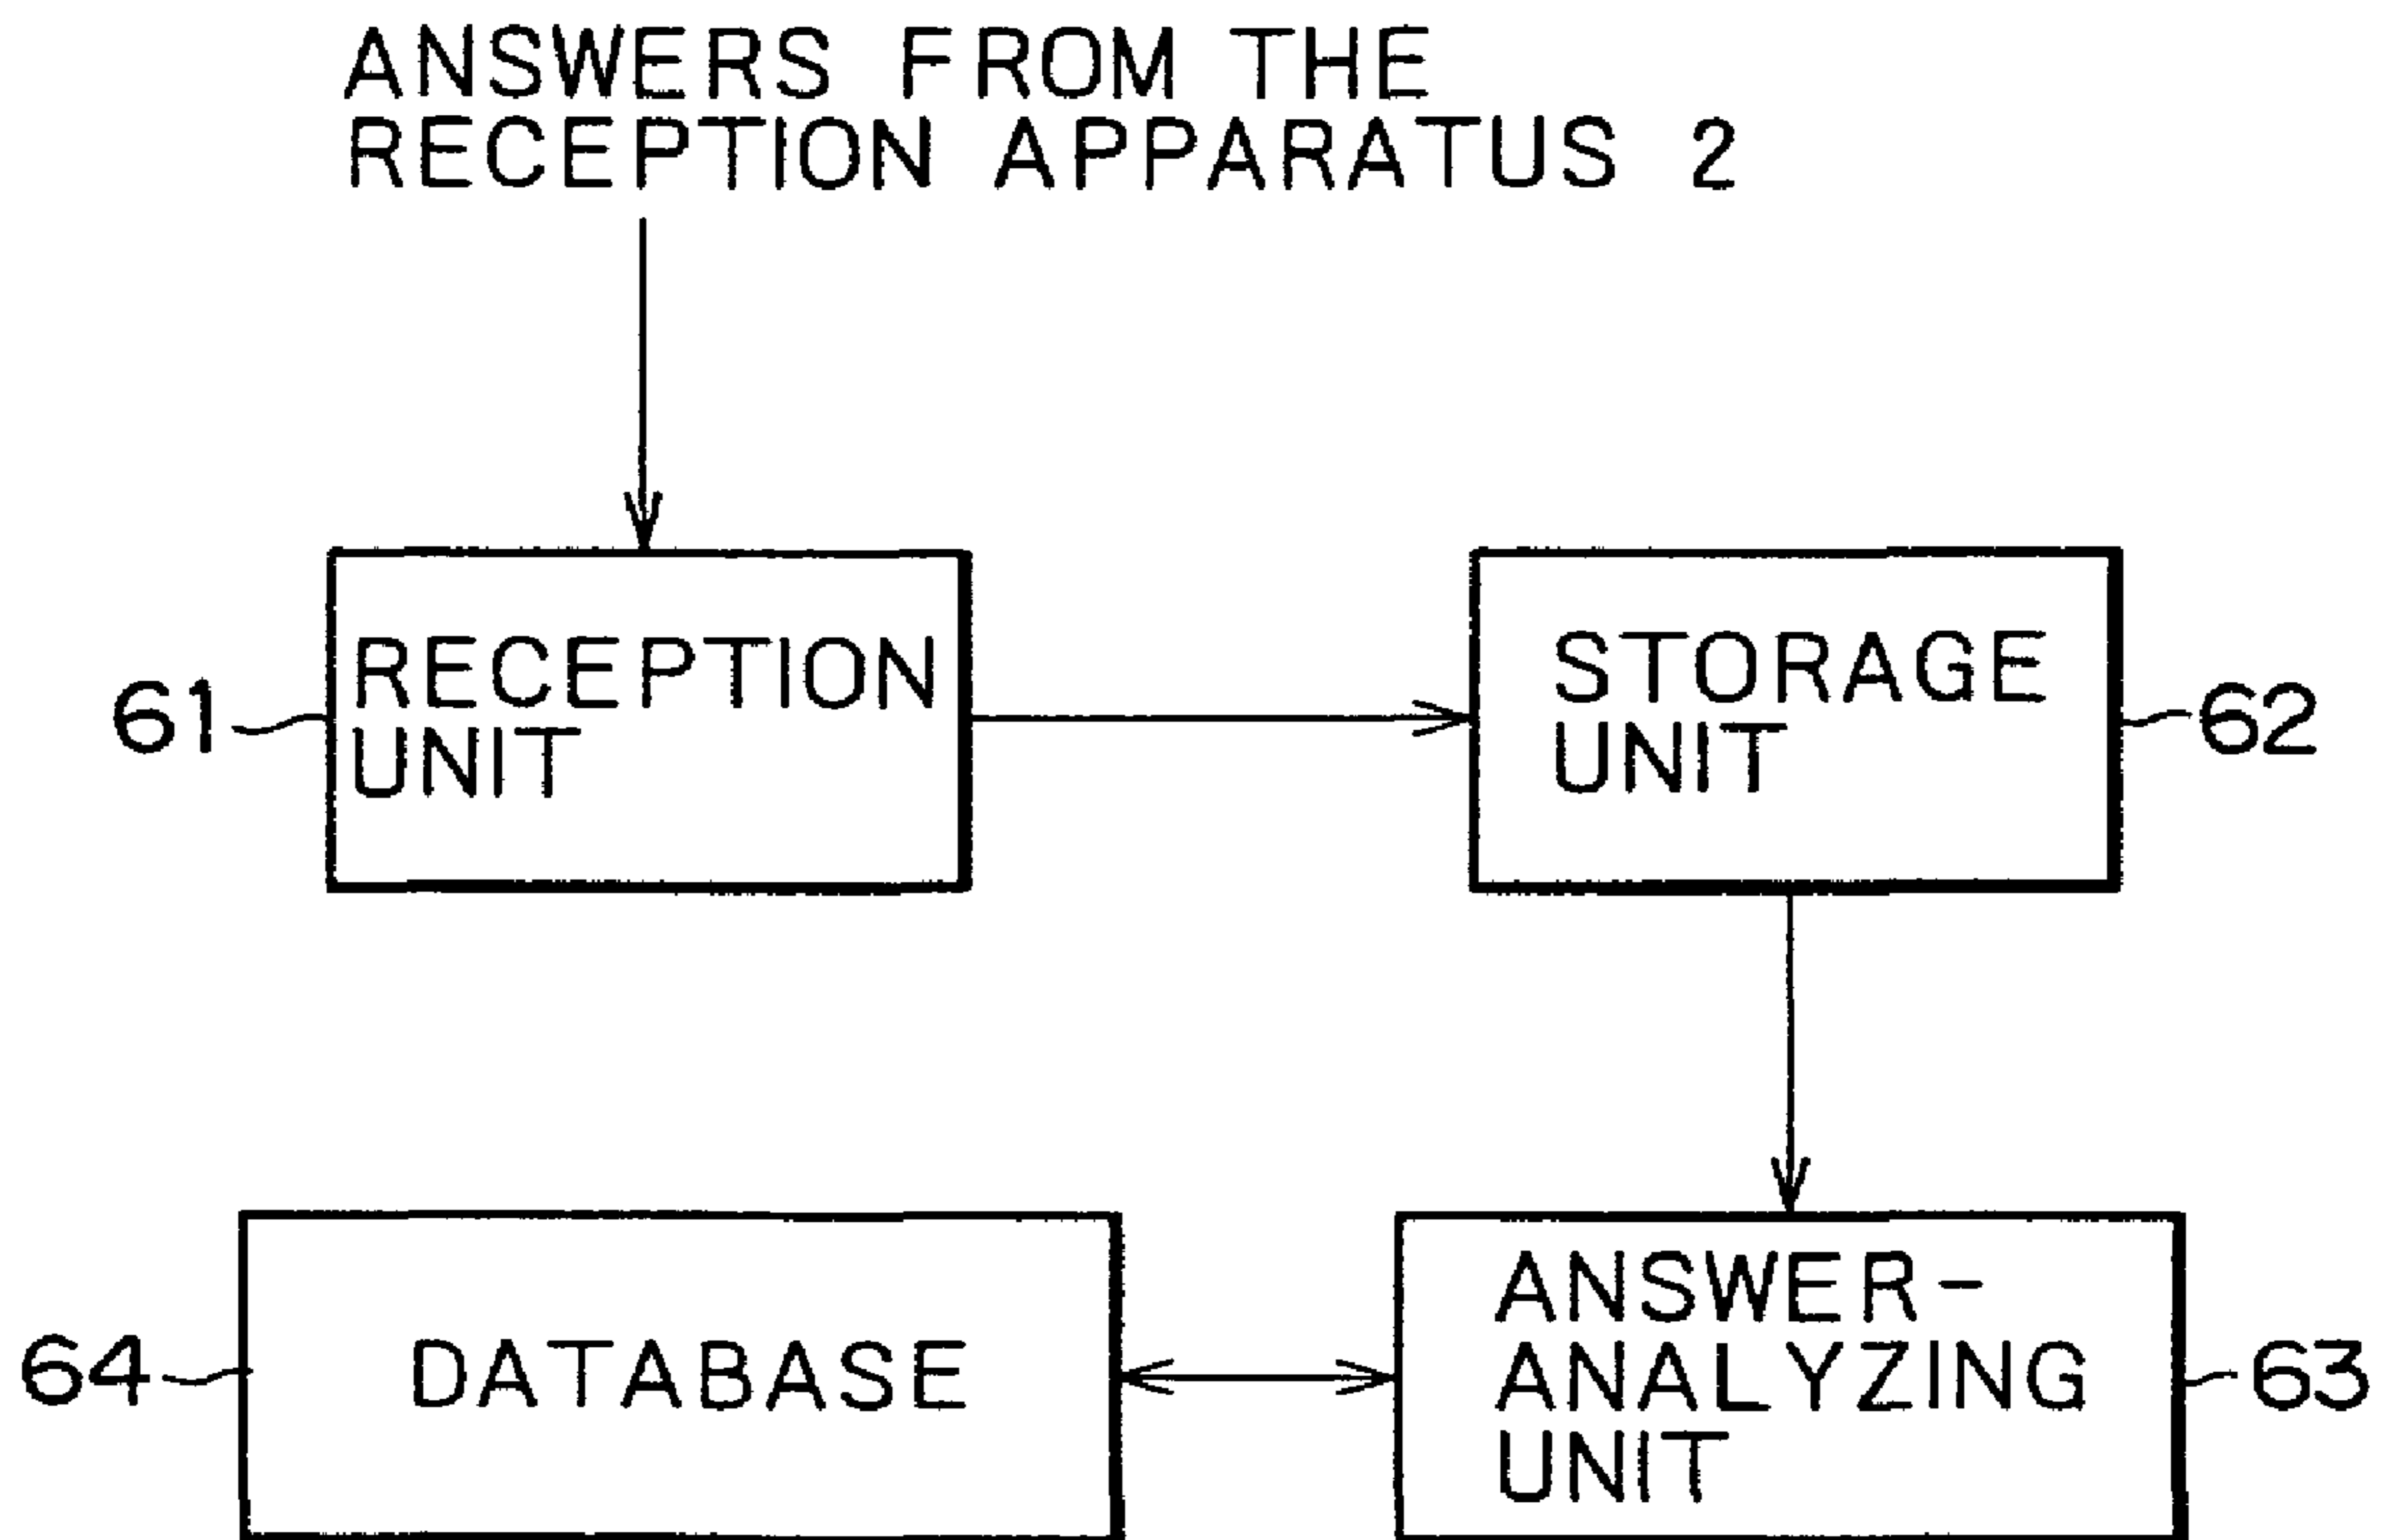 ANSWERS FROM THE
RECEPTION APPARATUS 2
61
RECEPTION
UNIT
STORAGE
UNIT
62
64
DATABASE
ANSWER-
ANALYZING
UNIT
63